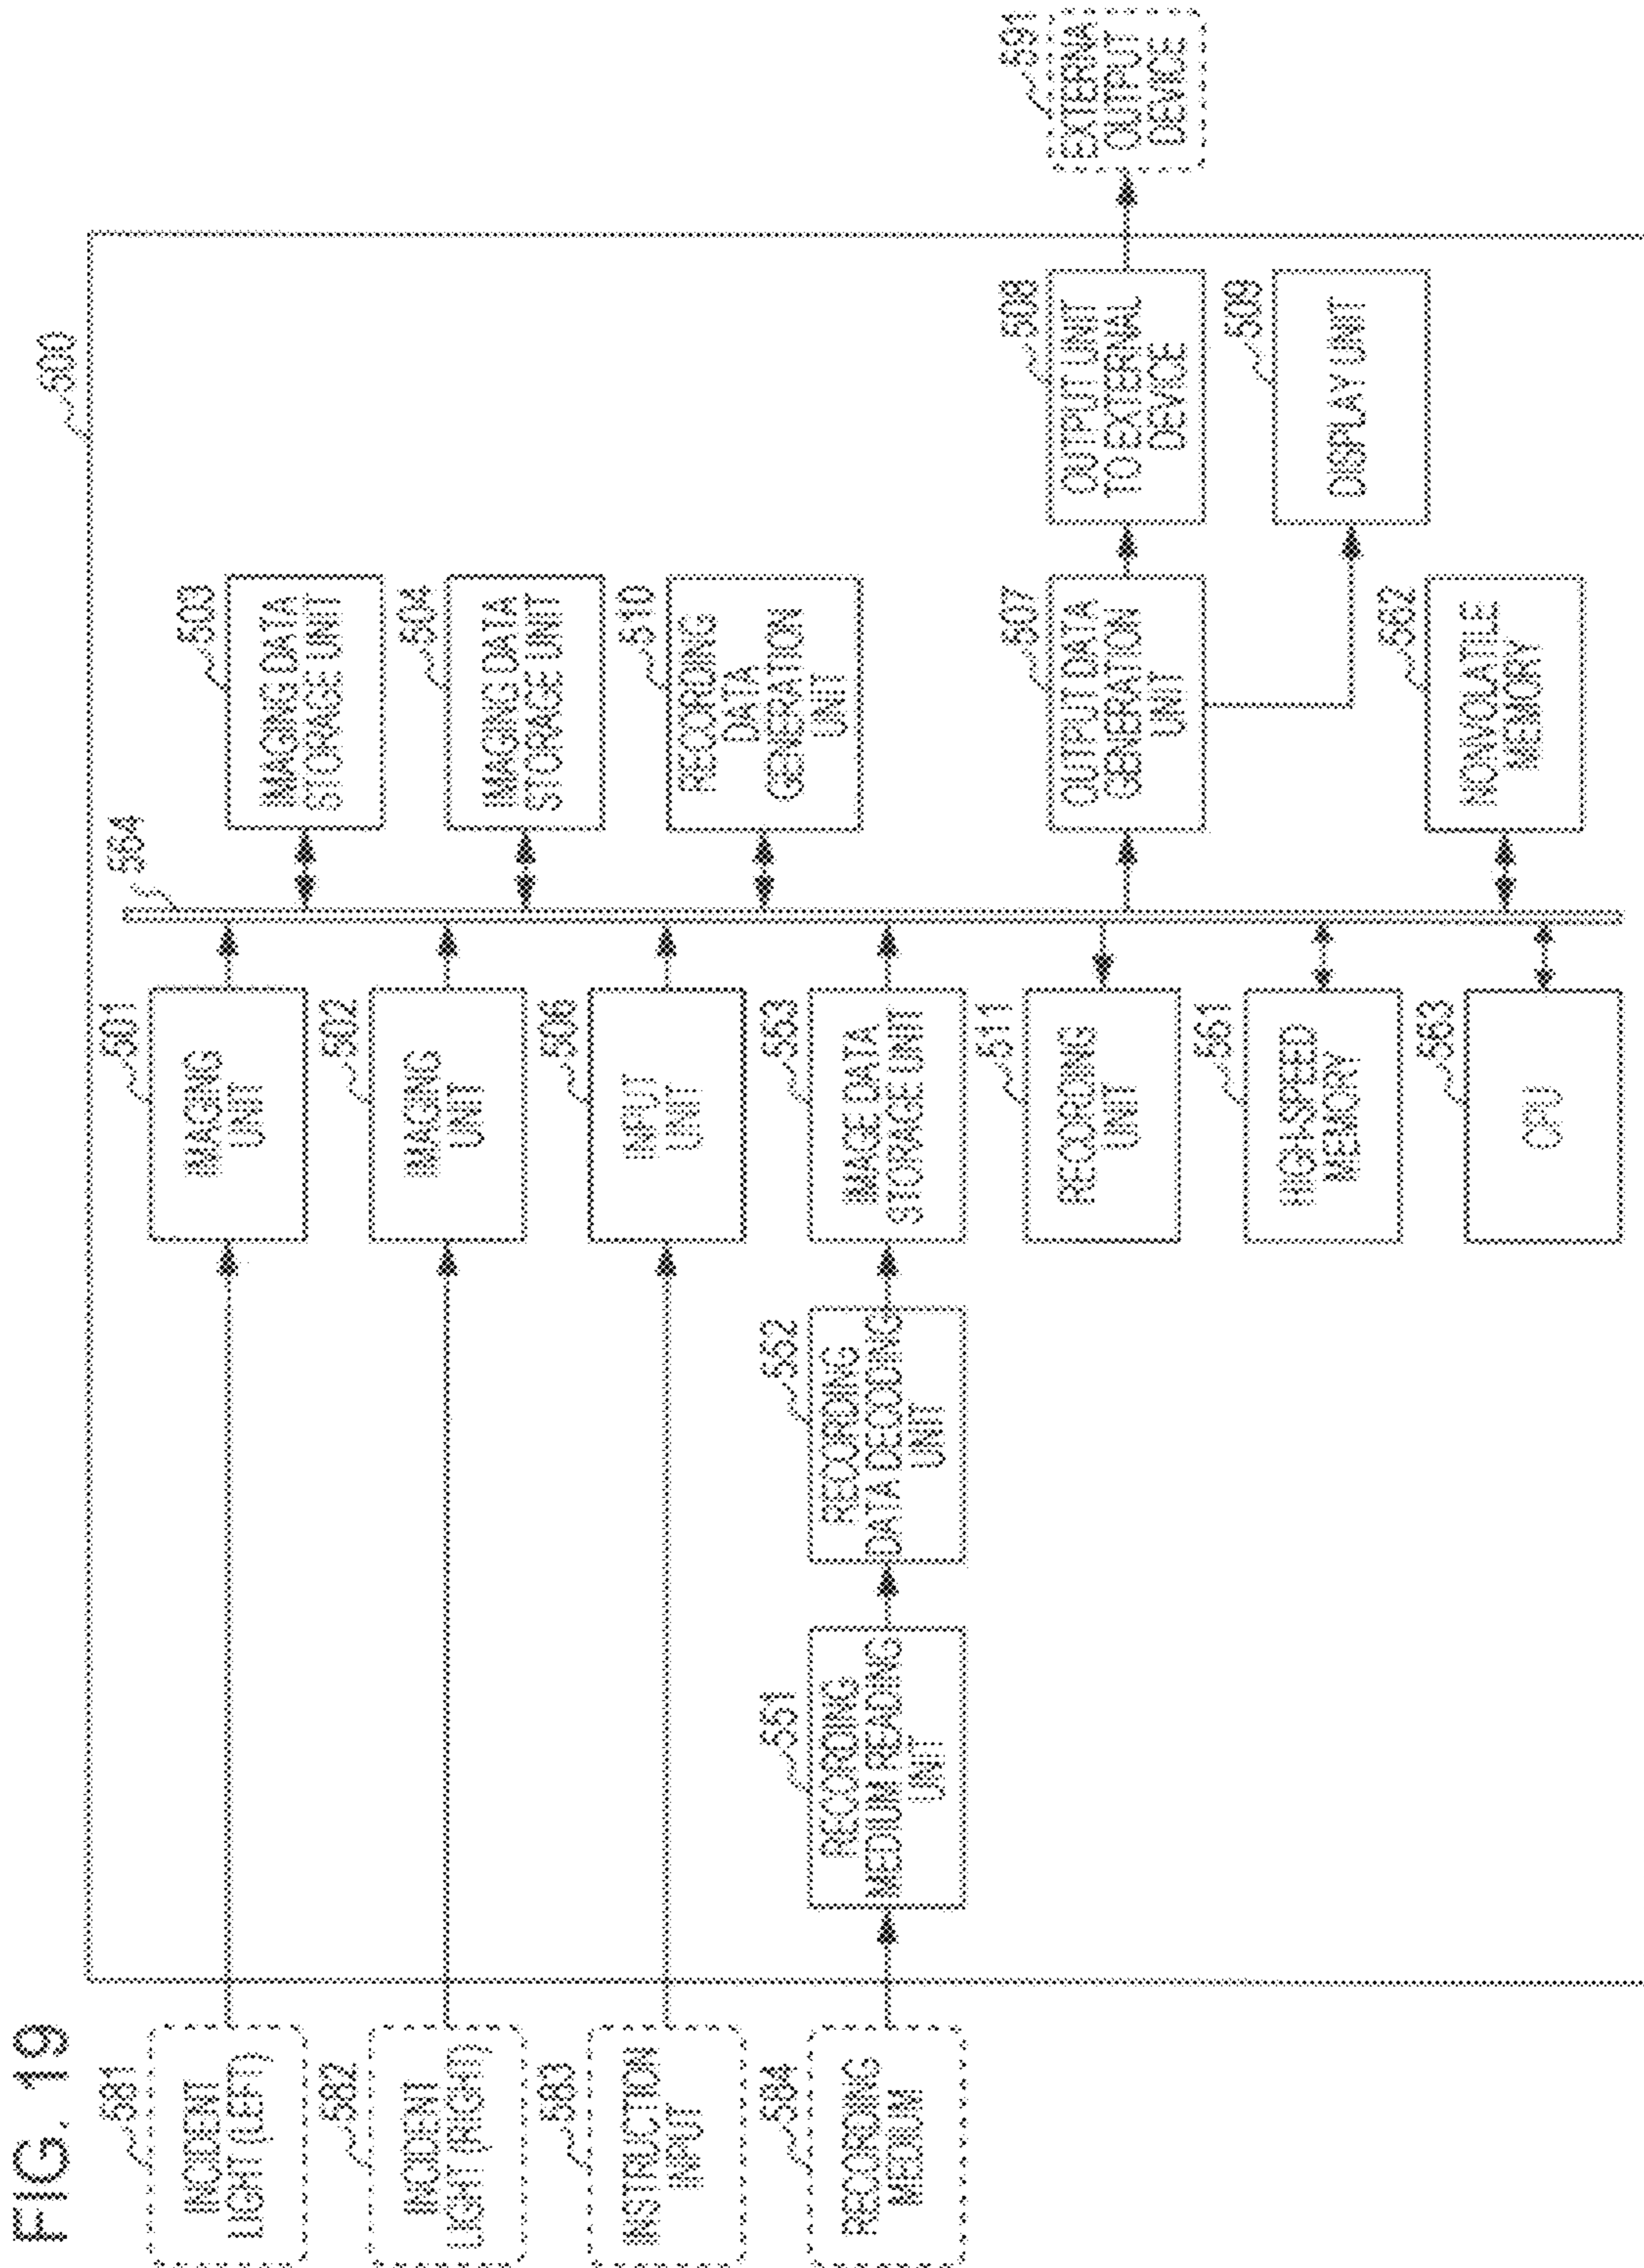 FIG. 19
500
564
581
INCIDENT
LIGHT (LEFT)
501
IMAGING
UNIT
503
IMAGING DATA
STORAGE UNIT
582
INCIDENT
LIGHT (RIGHT)
502
IMAGING
UNIT
504
IMAGING DATA
STORAGE UNIT
583
INSTRUCTION
INPUT
506
INPUT
UNIT
510
RECORDING
DATA
GENERATION
UNIT
584
RECORDING
MEDIUM
551
RECORDING
MEDIUM READING
UNIT
552
RECORDING
DATA DECODING
UNIT
553
IMAGE DATA
STORAGE UNIT
511
RECORDING
UNIT
507
OUTPUT DATA
GENERATION
UNIT
508
OUTPUT UNIT
TO EXTERNAL
DEVICE
591
EXTERNA
OUTPUT
DEVICE
561
HIGH-SPEED
MEMORY
509
DISPLAY UNIT
563
CPU
562
NONVOLATILE
MEMORY